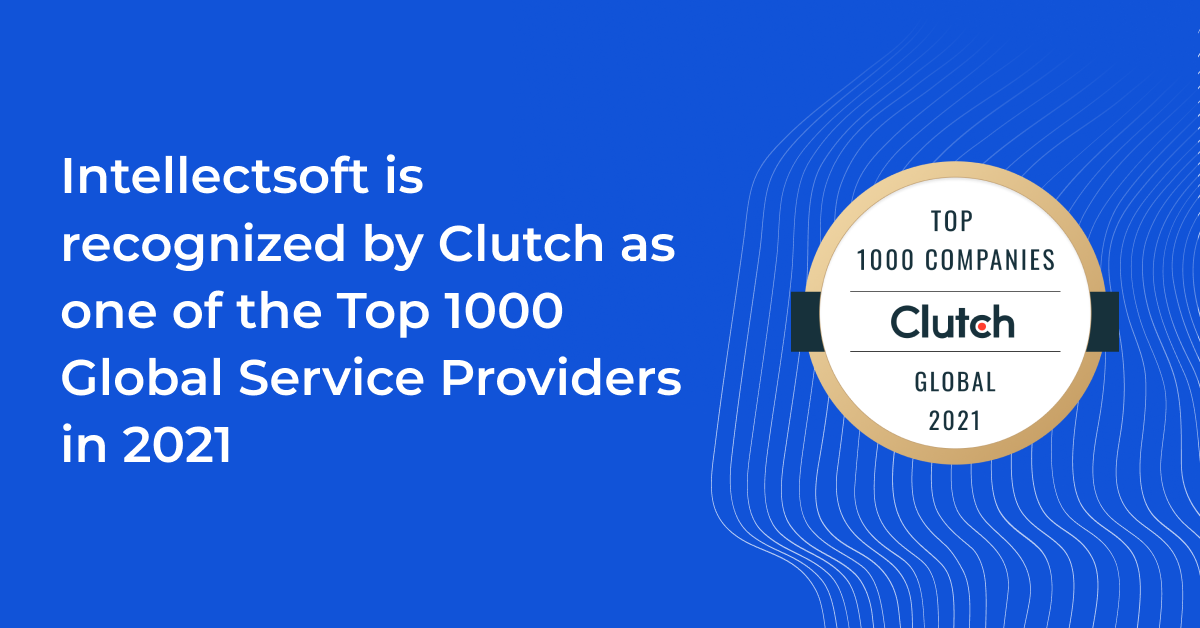 Intellectsoft is
recognized by Clutch as
one of the Top 1000
Global Service Providers
in 2021
TOP
1000 COMPANIES
Clutch
GLOBAL
2021